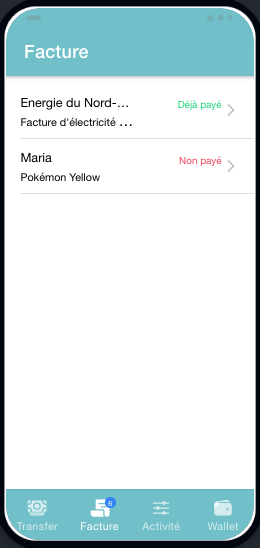 Facture
Energie du Nord-...
Déjà payé
Facture d'électricité ...
Maria
Non payé
Pokémon Yellow
6
Transfer
Facture
Activité
Wallet